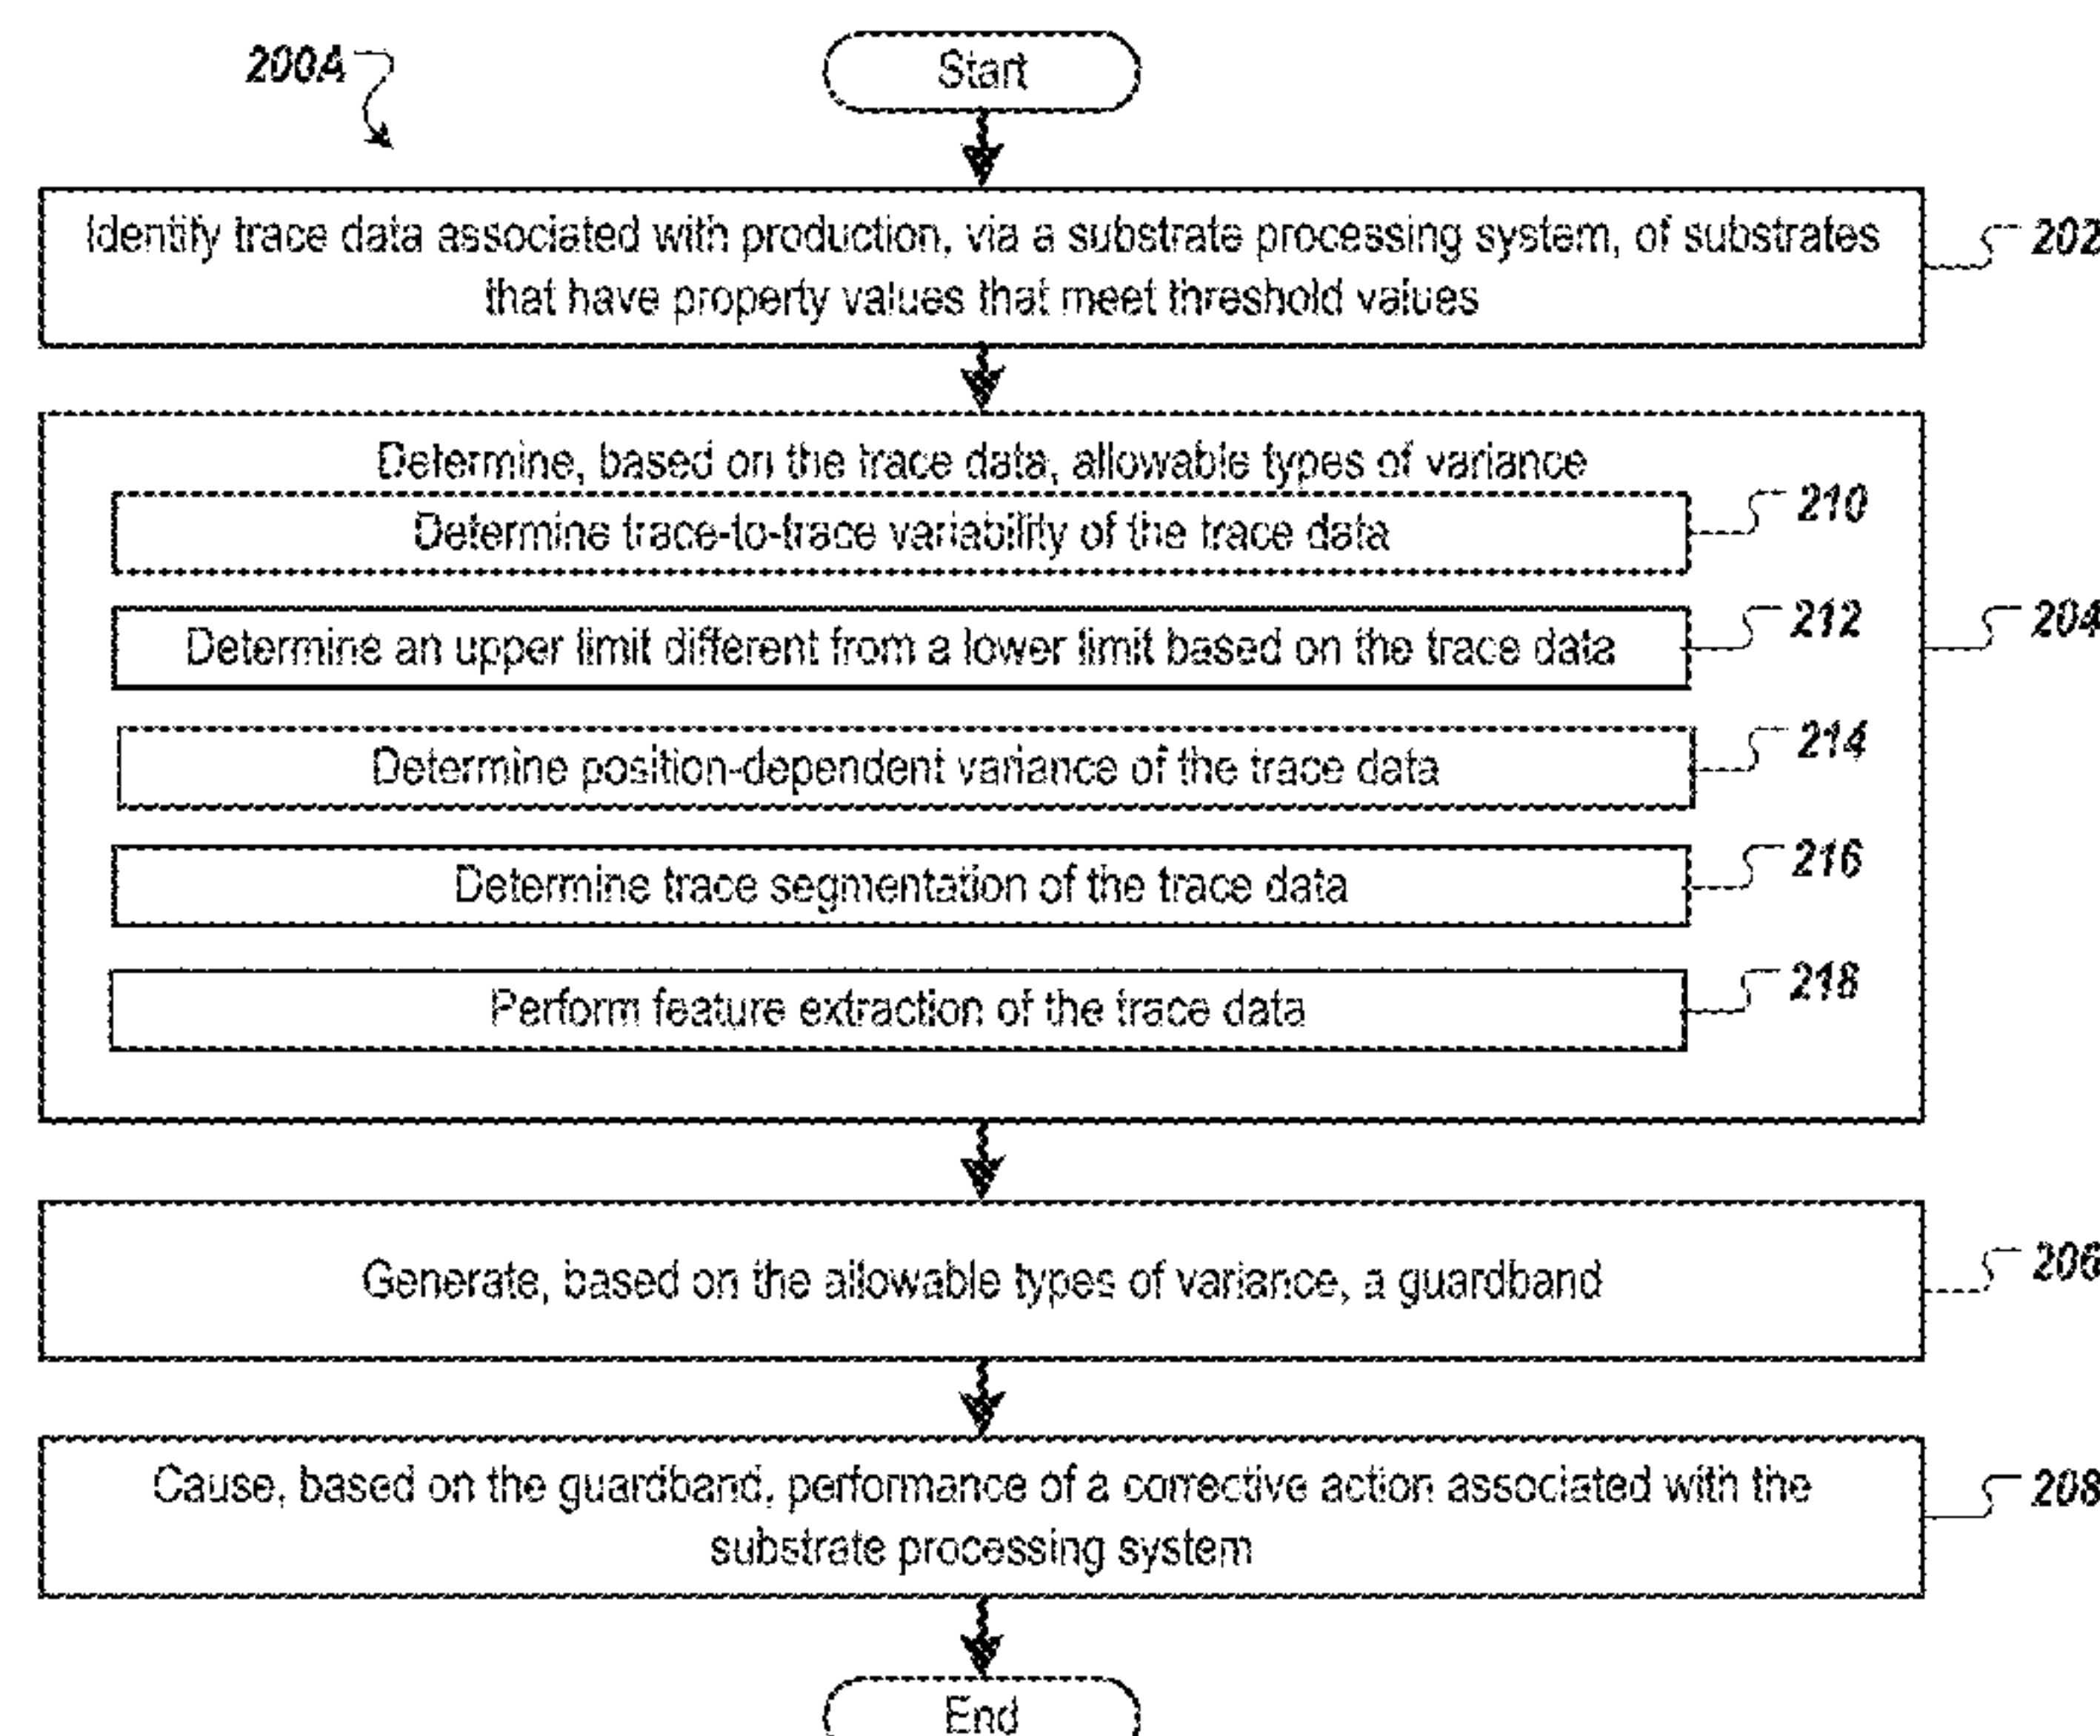 200A
Start
Identify trace data associated with production, via a substrate processing system, of substrates
that have property values that meet threshold values
202
Determine, based on the trace data, allowable types of variance
Determine trace-to-trace variability of the trace data
210
Determine an upper limit different from a lower limit based on the trace data
212
204
Determine position-dependent variance of the trace data
214
Determine trace segmentation of the trace data
216
Perform feature extraction of the trace data
218
Generate, based on the allowable types of variance, a guardband
206
Cause, based on the guardband, performance of a corrective action associated with the
substrate processing system
208
End